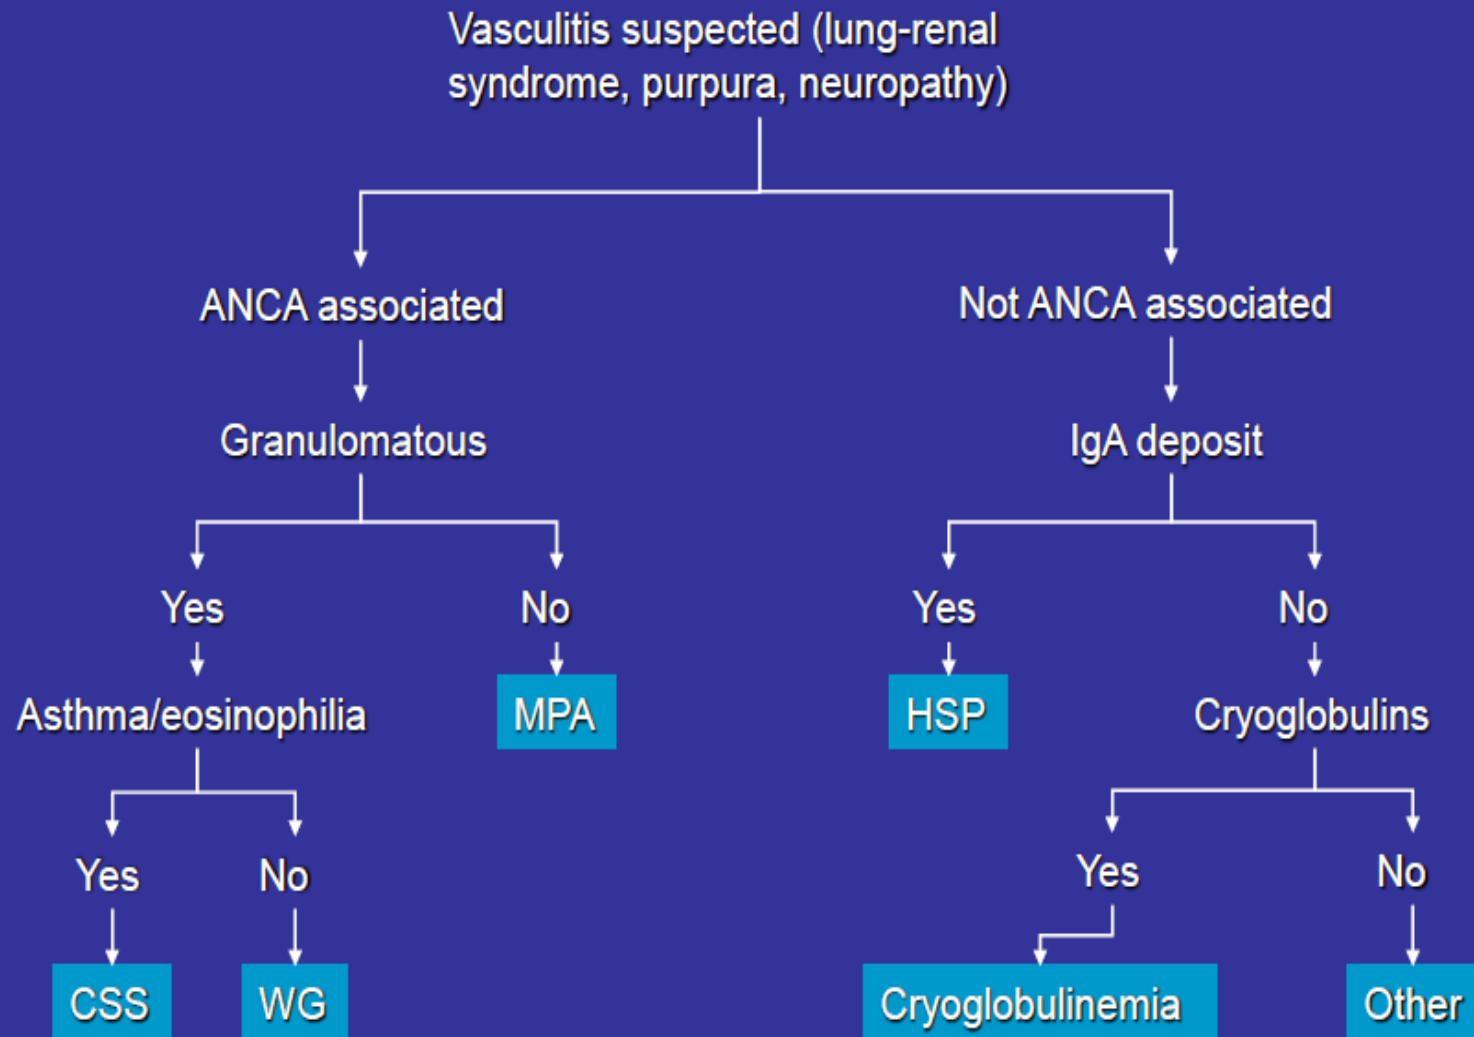 Vasculitis suspected (lung-renal
syndrome, purpura, neuropathy)
ANCA associated
Not ANCA associated
Granulomatous
IgA deposit
Yes
No
Yes
No
Asthma/eosinophilia
MPA
HSP
Cryoglobulins
Yes
No
Yes
No
CSS
WG
Cryoglobulinemia
Other